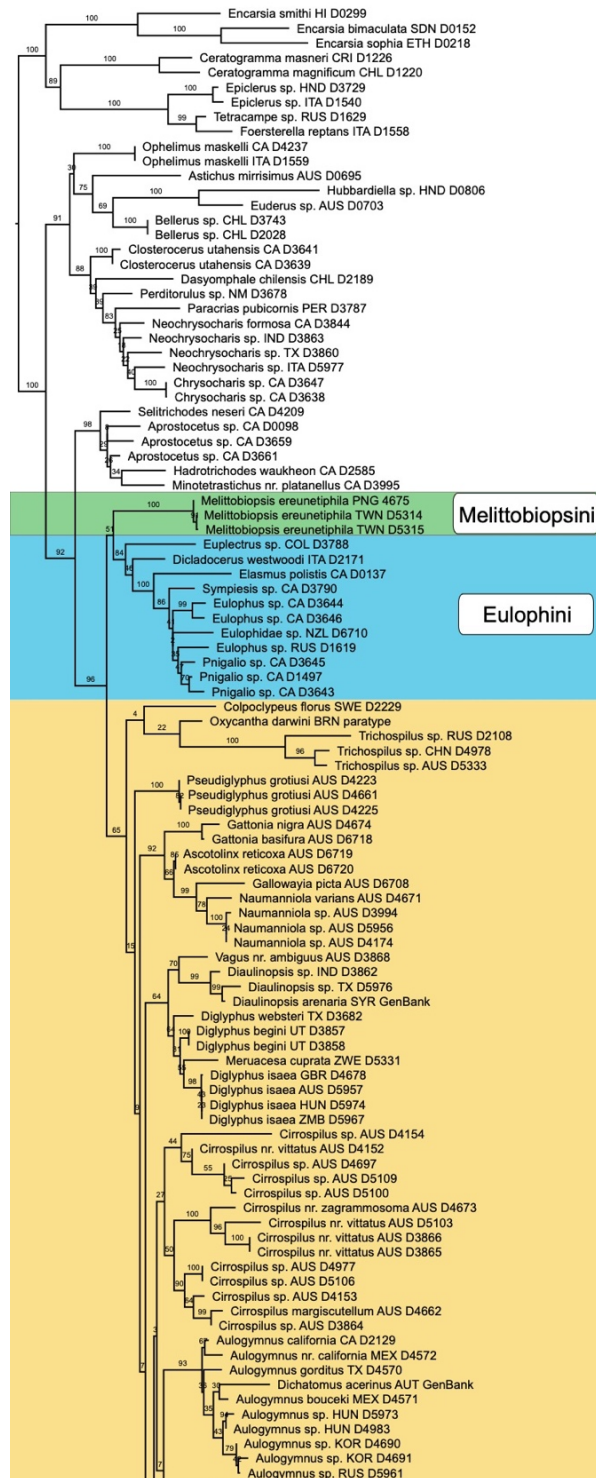 Encarsia smithi HI D0299
Encarsia bimaculata SDN D0152
Encarsia sophia ETH D0218
Ceratogramma masneri CRI D1226
Ceratogramma magnificum CHL D1220
Epiclerus sp. HND D3729
Epiclerus sp. ITA D1540
Tetracampe sp. RUS D1629
Foersterella reptans ITA D1558
Ophelimus maskelli CA D4237
Ophelimus maskelli ITA D1559
Astichus mirrisimus AUS D0695
Hubbardiella sp. HND D0806
Euderus sp. AUS D0703
Bellerus sp. CHL D3743
Bellerus sp. CHL D2028
Closterocerus utahensis CA D3641
Closterocerus utahensis CA D3639
Dasyomphale chilensis CHL D2189
Perditorulus sp. NM D3678
Paracrias pubicornis PER D3787
Neochrysocharis formosa CA D3844
Neochrysocharis sp. IND D3863
Neochrysocharis sp. TX D3860
Neochrysocharis sp. ITA D5977
Chrysocharis sp. CA D3647
Chrysocharis sp. CA D3638
Selitrichodes neseri CA D4209
Aprostocetus sp. CA D0098
Aprostocetus sp. CA D3659
Aprostocetus sp. CA D3661
Hadrotrichodes waukheon CA D2585
Minotetrastichus nr. platanellus CA D3995
Melittobiopsis ereunetiphila PNG 4675
Melittobiopsis ereunetiphila TWN D5314
Melittobiopsini
Melittobiopsis ereunetiphila TWN D5315
Euplectrus sp. COL D3788
Dicladocerus westwoodi ITA D2171
Elasmus polistis CA D0137
Sympiesis sp. CA D3790
Eulophus sp. CA D3644
Eulophini
Eulophus sp. CA D3646
Eulophidae sp. NZL D6710
Eulophus sp. RUS D1619
Pnigalio sp. CA D3645
Pnigalio sp. CA D1497
Pnigalio sp. CA D3643
Colpoclypeus florus SWE D2229
Oxycantha darwini BRN paratype
Trichospilus sp. RUS D2108
Trichospilus sp. CHN D4978
Trichospilus sp. AUS D5333
Pseudiglyphus grotiusi AUS D4223
Pseudiglyphus grotiusi AUS D4661
Pseudiglyphus grotiusi AUS D4225
Gattonia nigra AUS D4674
Gattonia basifura AUS D6718
Ascotolinx reticoxa AUS D6719
Ascotolinx reticoxa AUS D6720
Gallowayia picta AUS D6708
Naumanniola varians AUS D4671
Naumanniola sp. AUS D3994
Naumanniola sp. AUS D5956
Naumanniola sp. AUS D4174
Vagus nr. ambiguus AUS D3868
Diaulinopsis sp. IND D3862
Diaulinopsis sp. TX D5976
Diaulinopsis arenaria SYR GenBank
Diglyphus websteri TX D3682
Diglyphus begini UT D3857
Diglyphus begini UT D3858
Meruacesa cuprata ZWE D5331
Diglyphus isaea GBR D4678
Diglyphus isaea AUS D5957
Diglyphus isaea HUN D5974
Diglyphus isaea ZMB D5967
Cirrospilus sp. AUS D4154
Cirrospilus nr. vittatus AUS D4152
Cirrospilus sp. AUS D4697
Cirrospilus sp. AUS D5109
Cirrospilus sp. AUS D5100
Cirrospilus nr. zagrammosoma AUS D4673
Cirrospilus nr. vittatus AUS D5103
Cirrospilus nr. vittatus AUS D3866
Cirrospilus nr. vittatus AUS D3865
Cirrospilus sp. AUS D4977
Cirrospilus sp. AUS D5106
Cirrospilus sp. AUS D4153
Cirrospilus margiscutellum AUS D4662
Cirrospilus sp. AUS D3864
Aulogymnus california CA D2129
Aulogymnus nr. california MEX D4572
Aulogymnus gorditus TX D4570
Dichatomus acerinus AUT GenBank
Aulogymnus bouceki MEX D4571
Aulogymnus sp. HUN D5973
Aulogymnus sp. HUN D4983
Aulogymnus sp. KOR D4690
Aulogymnus sp. KOR D4691
Aulogymnus sp. RUS D5961